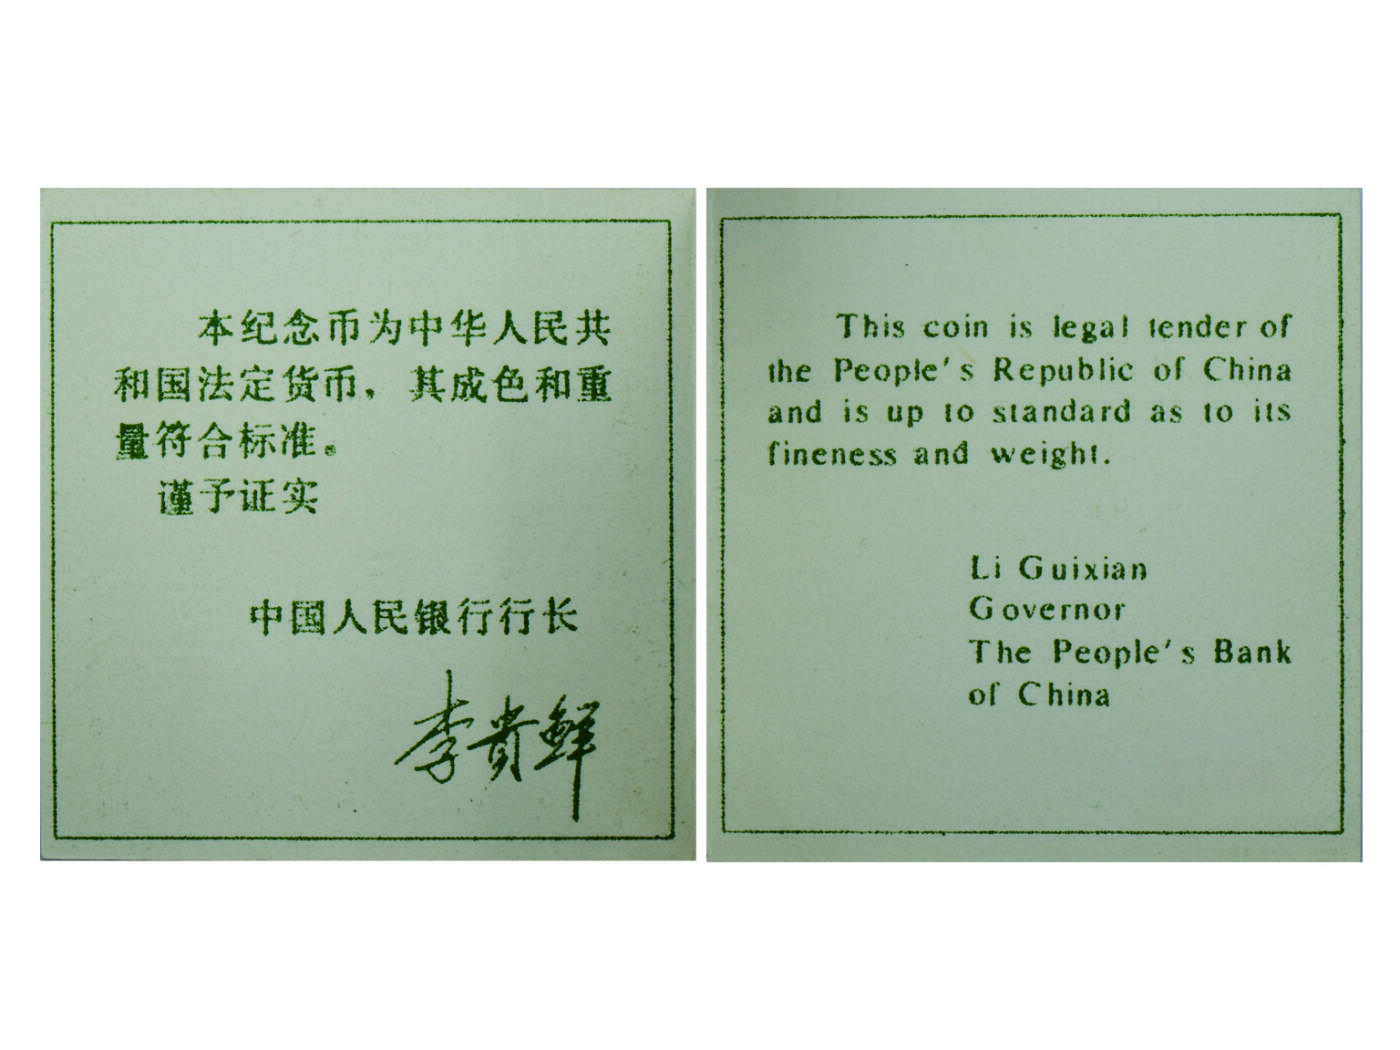 本纪念币为中华人民共
和国法定货币，其成色和重
量符合标准。
谨予证实
中国人民银行行长
李贵鲜
This coin is legal tender of
the People's Republic of China
and is up to standard as to its
fineness and weight.
Li Guixian
Governor
The People's Bank
of China